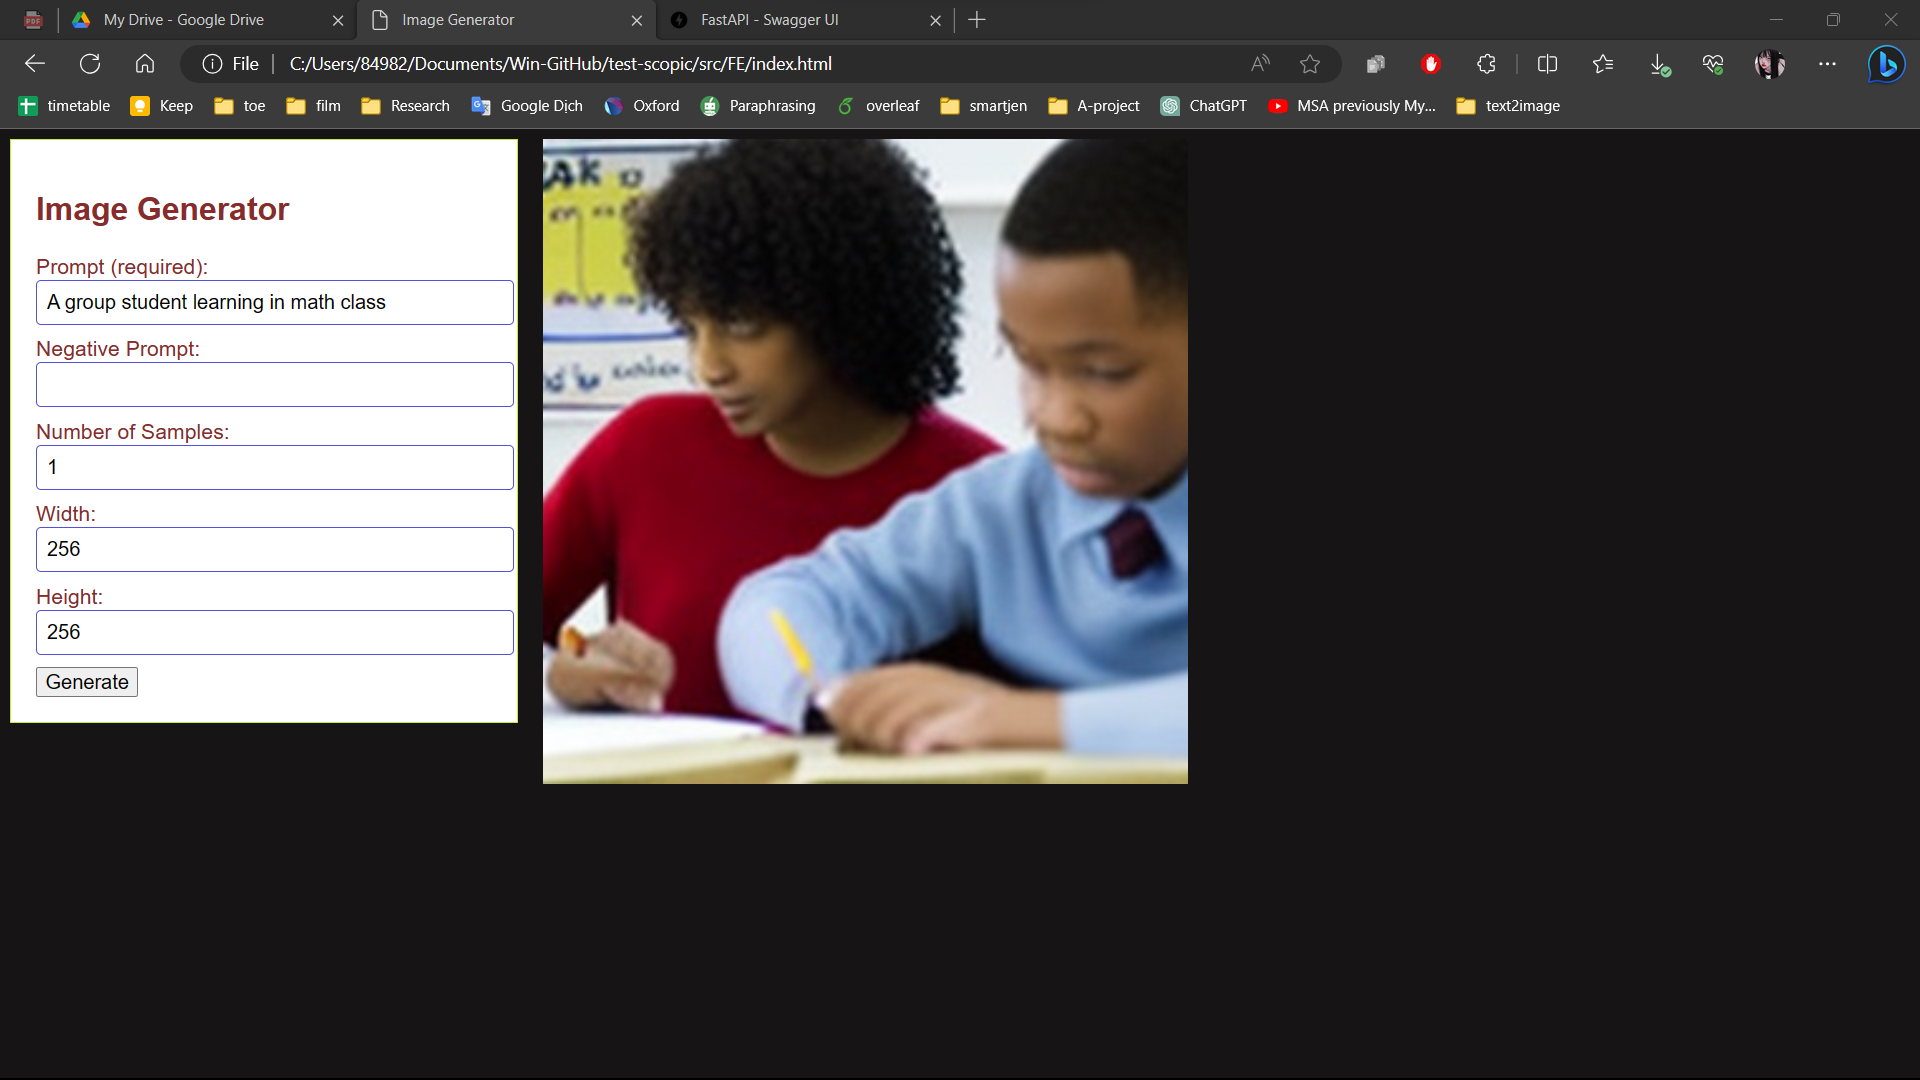 PDF
My Drive - Google Drive
Image Generator
FastAPI - Swagger UI
File
C:/Users/84982/Documents/Win-GitHub/test-scopic/src/FE/index.html
timetable
Keep
toe
film
Research
Google Dịch
Oxford
Paraphrasing
overleaf
smartjen
A-project
ChatGPT
MSA previously My...
text2image
Image Generator
Prompt (required):
A group student learning in math class
Negative Prompt:
Number of Samples:
1
Width:
256
Height:
256
Generate